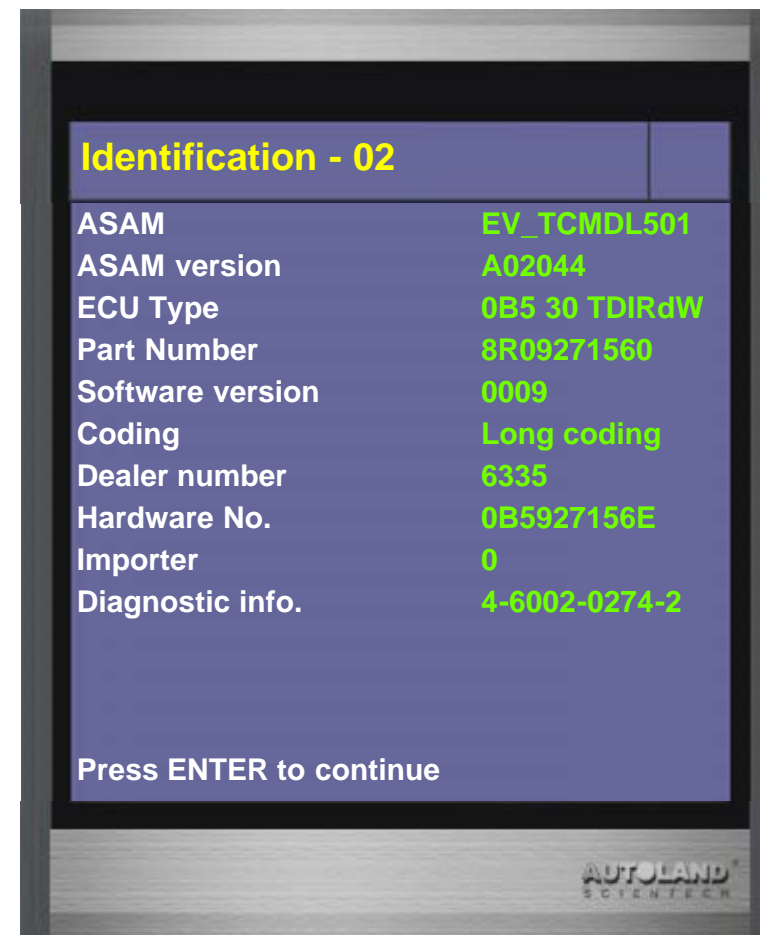 Identification - 02
ASAM EV_TCMDL501
ASAM version A02044
ECU Type 0B5 30 TDIRdW
Part Number 8R09271560
Software version 0009
Coding Long coding
Dealer number 6335
Hardware No. 0B5927156E
Importer 0
Diagnostic info. 4-6002-0274-2
Press ENTER to continue
AUTOLAND
SCIENTECH